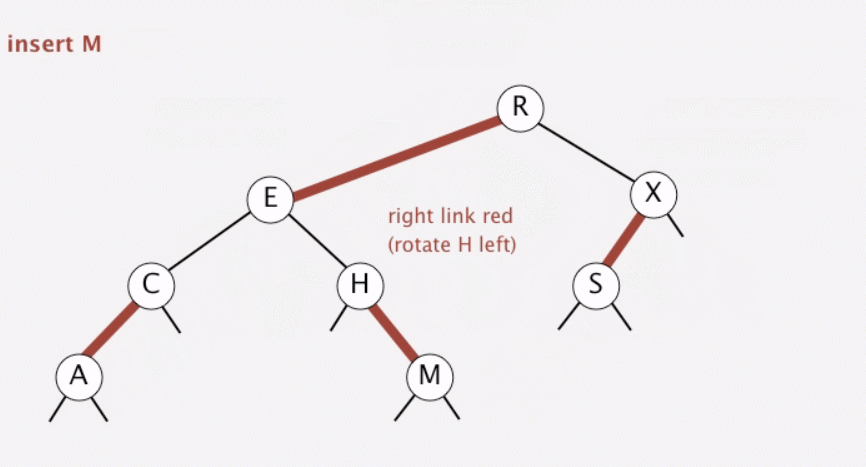 insert M
R
E
X
right link red
(rotate H left)
C
H
S
A
M